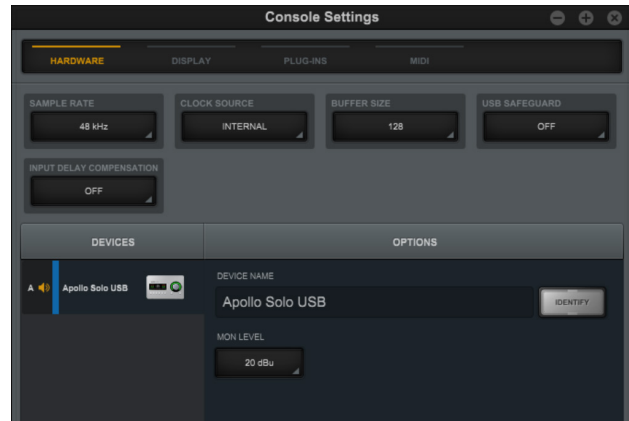 Console Settings
HARDWARE
DISPLAY
PLUG-INS
MIDI
SAMPLE RATE
48 kHz
CLOCK SOURCE
INTERNAL
BUFFER SIZE
128
USB SAFEGUARD
OFF
INPUT DELAY COMPENSATION
OFF
DEVICES
OPTIONS
A
Apollo Solo USB
DEVICE NAME
Apollo Solo USB
IDENTIFY
MON LEVEL
20 dBu